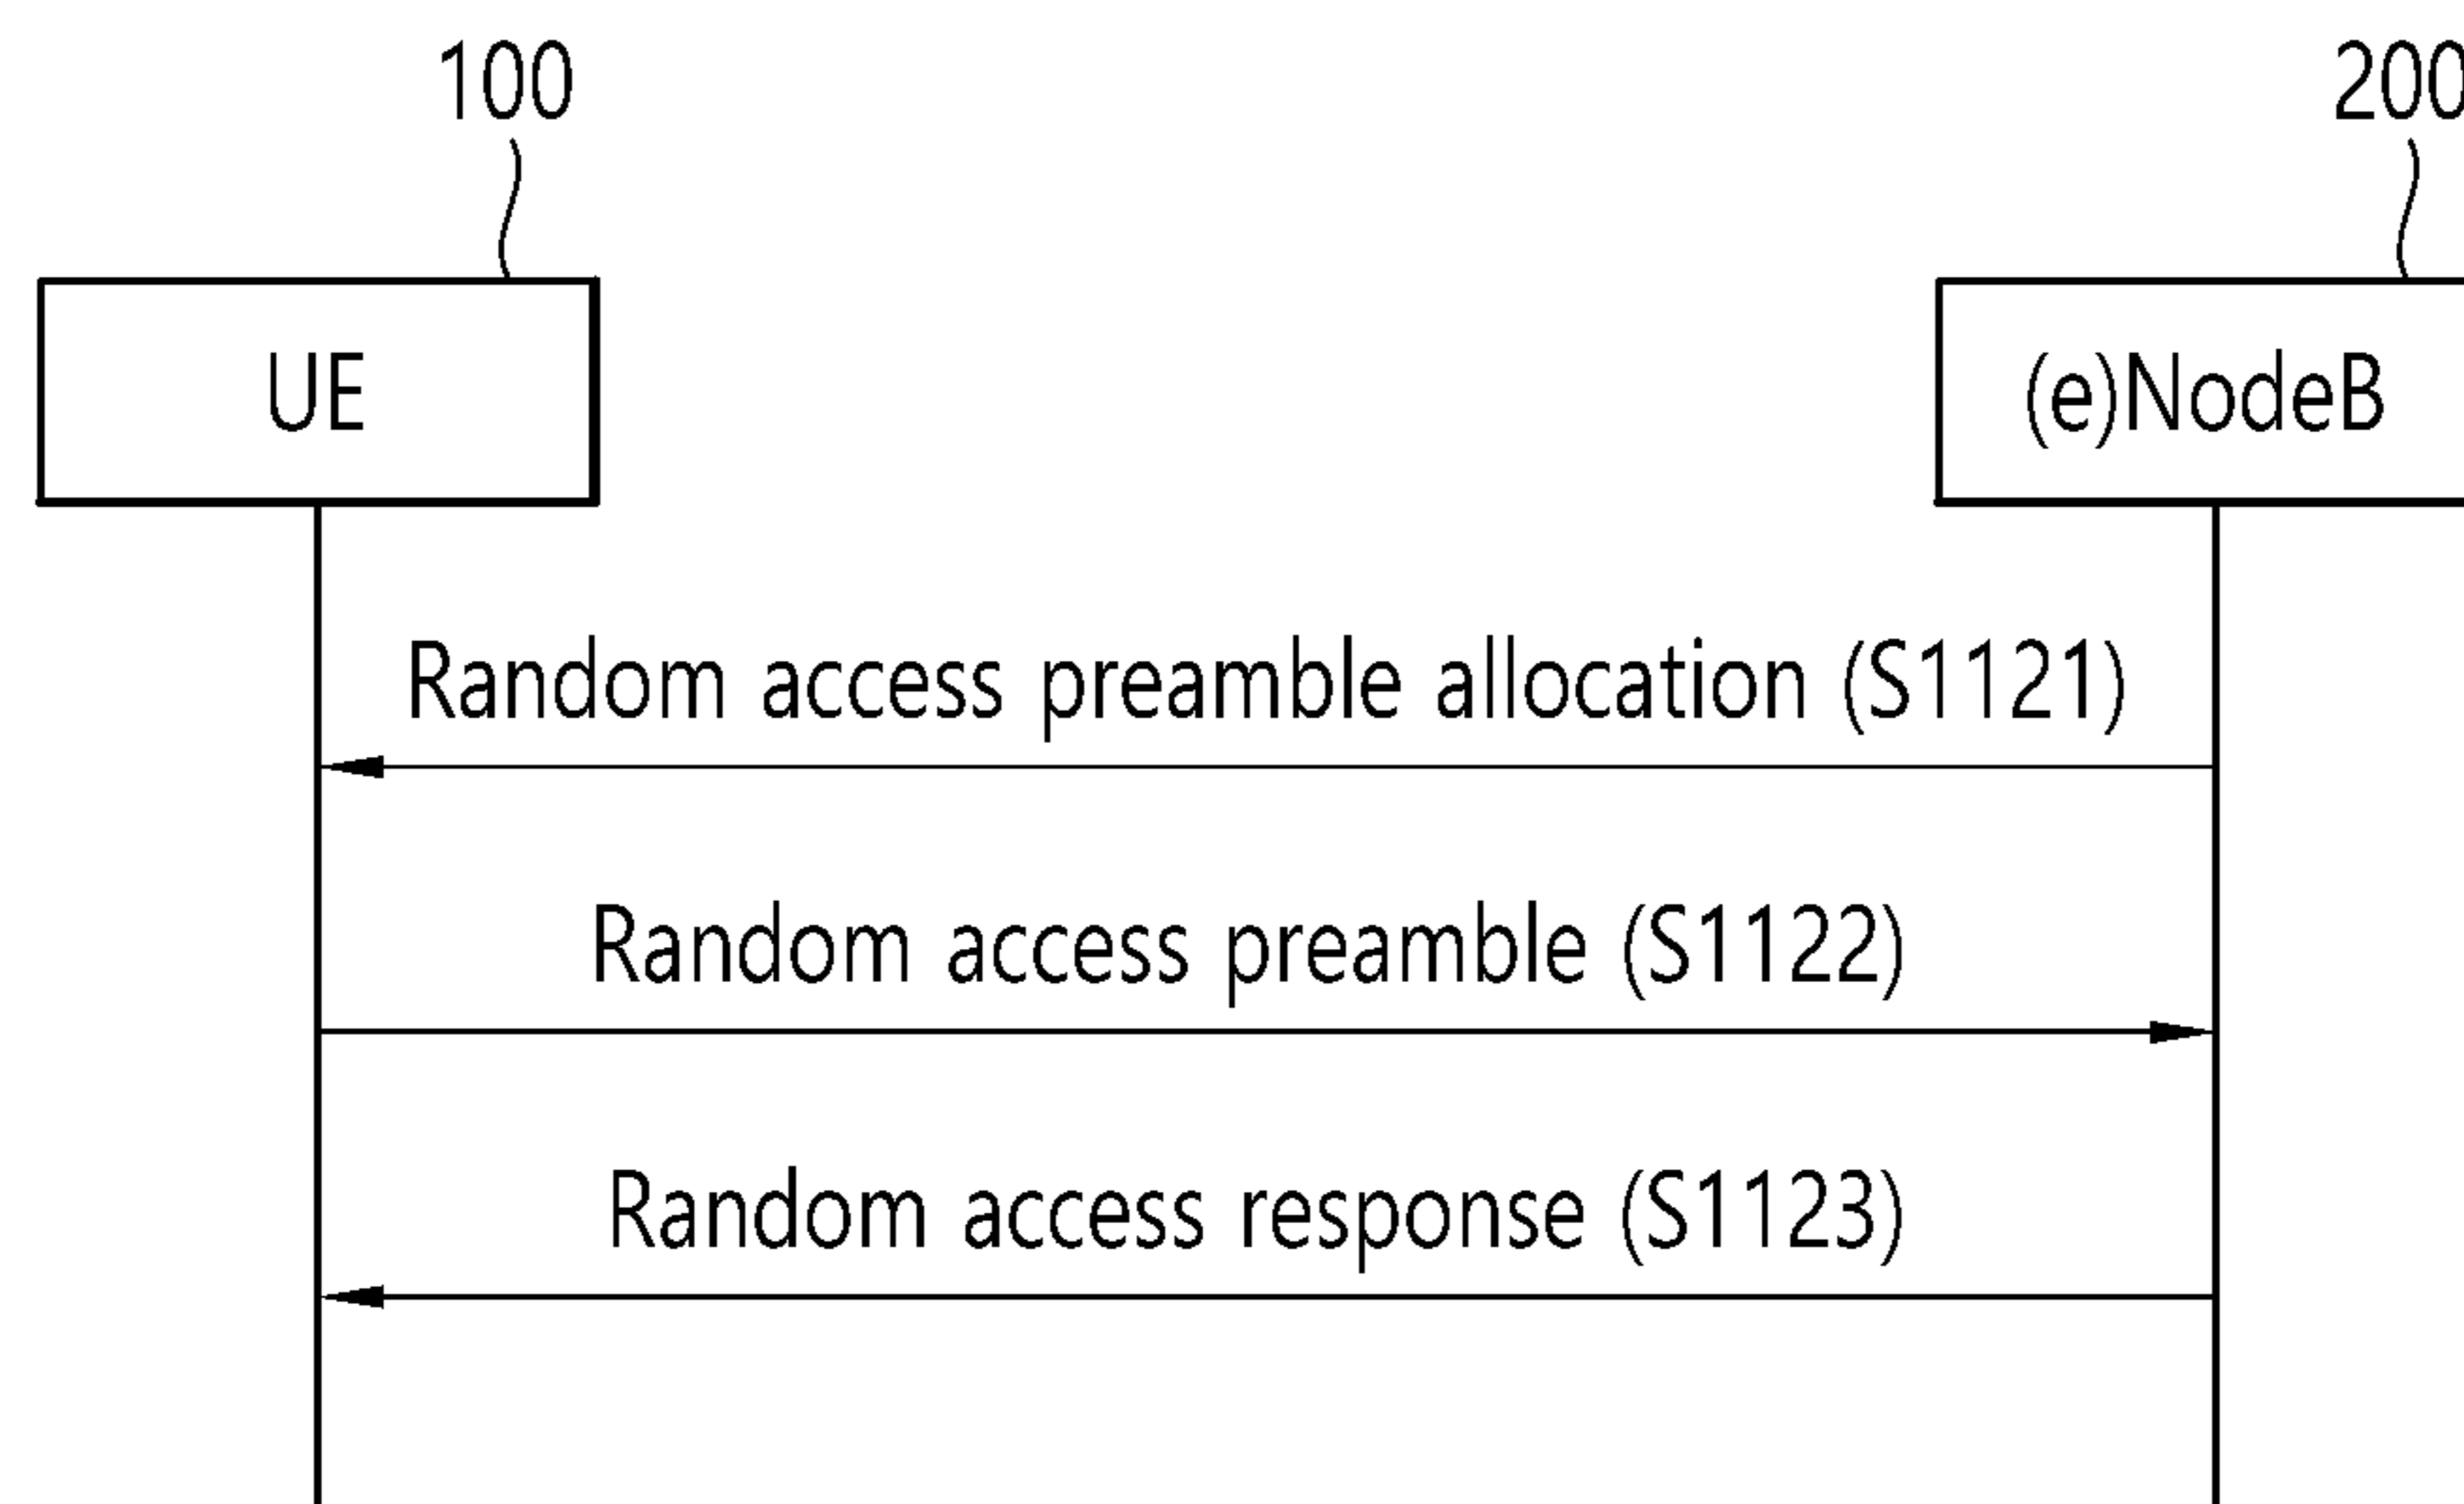 100
200
UE
(e)NodeB
Random access preamble allocation (S1121)
Random access preamble (S1122)
Random access response (S1123)